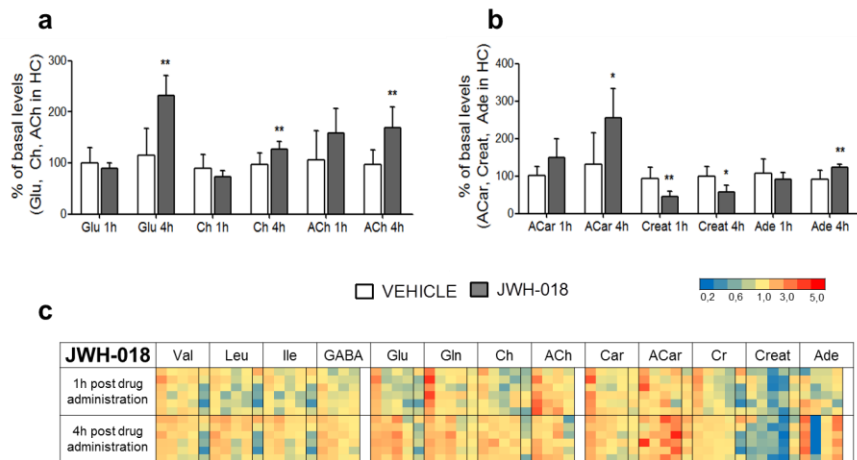 a
% of basal levels
(Glu, Ch, ACh in HC)
300
200
100
0
** ** **
Glu 1h Glu 4h Ch 1h Ch 4h ACh 1h ACh 4h
b
% of basal levels
(ACar, Creat, Ade in HC)
400
300
200
100
0
* ** * **
ACar 1h ACar 4h Creat 1h Creat 4h Ade 1h Ade 4h
VEHICLE JWH-018
0,2 0,6 1,0 3,0 5,0
c
JWH-018 Val Leu Ile GABA Glu Gln Ch ACh Car ACar Cr Creat Ade
1h post drug
administration
4h post drug
administration